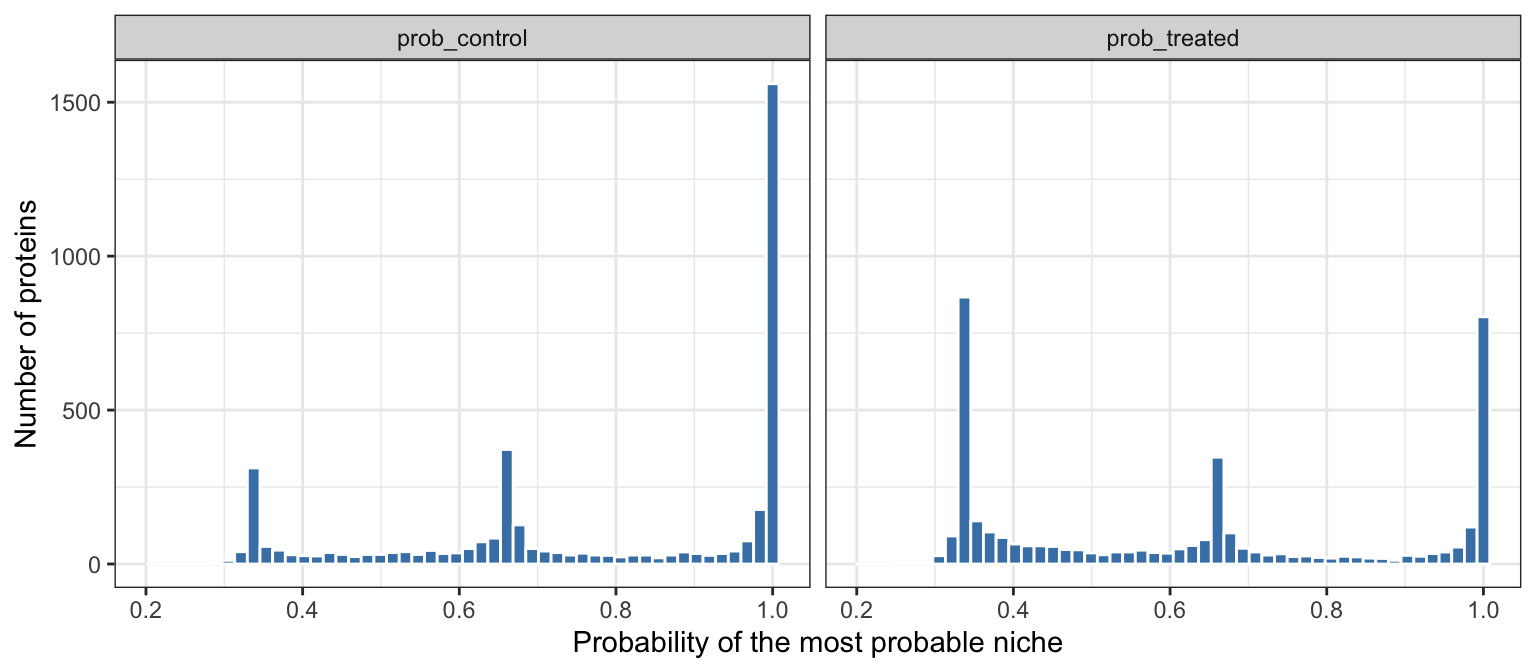 prob_control prob_treated
1500
1000
500
0
0.2 0.4 0.6 0.8 1.0 0.2 0.4 0.6 0.8 1.0
Probability of the most probable niche
Number of proteins